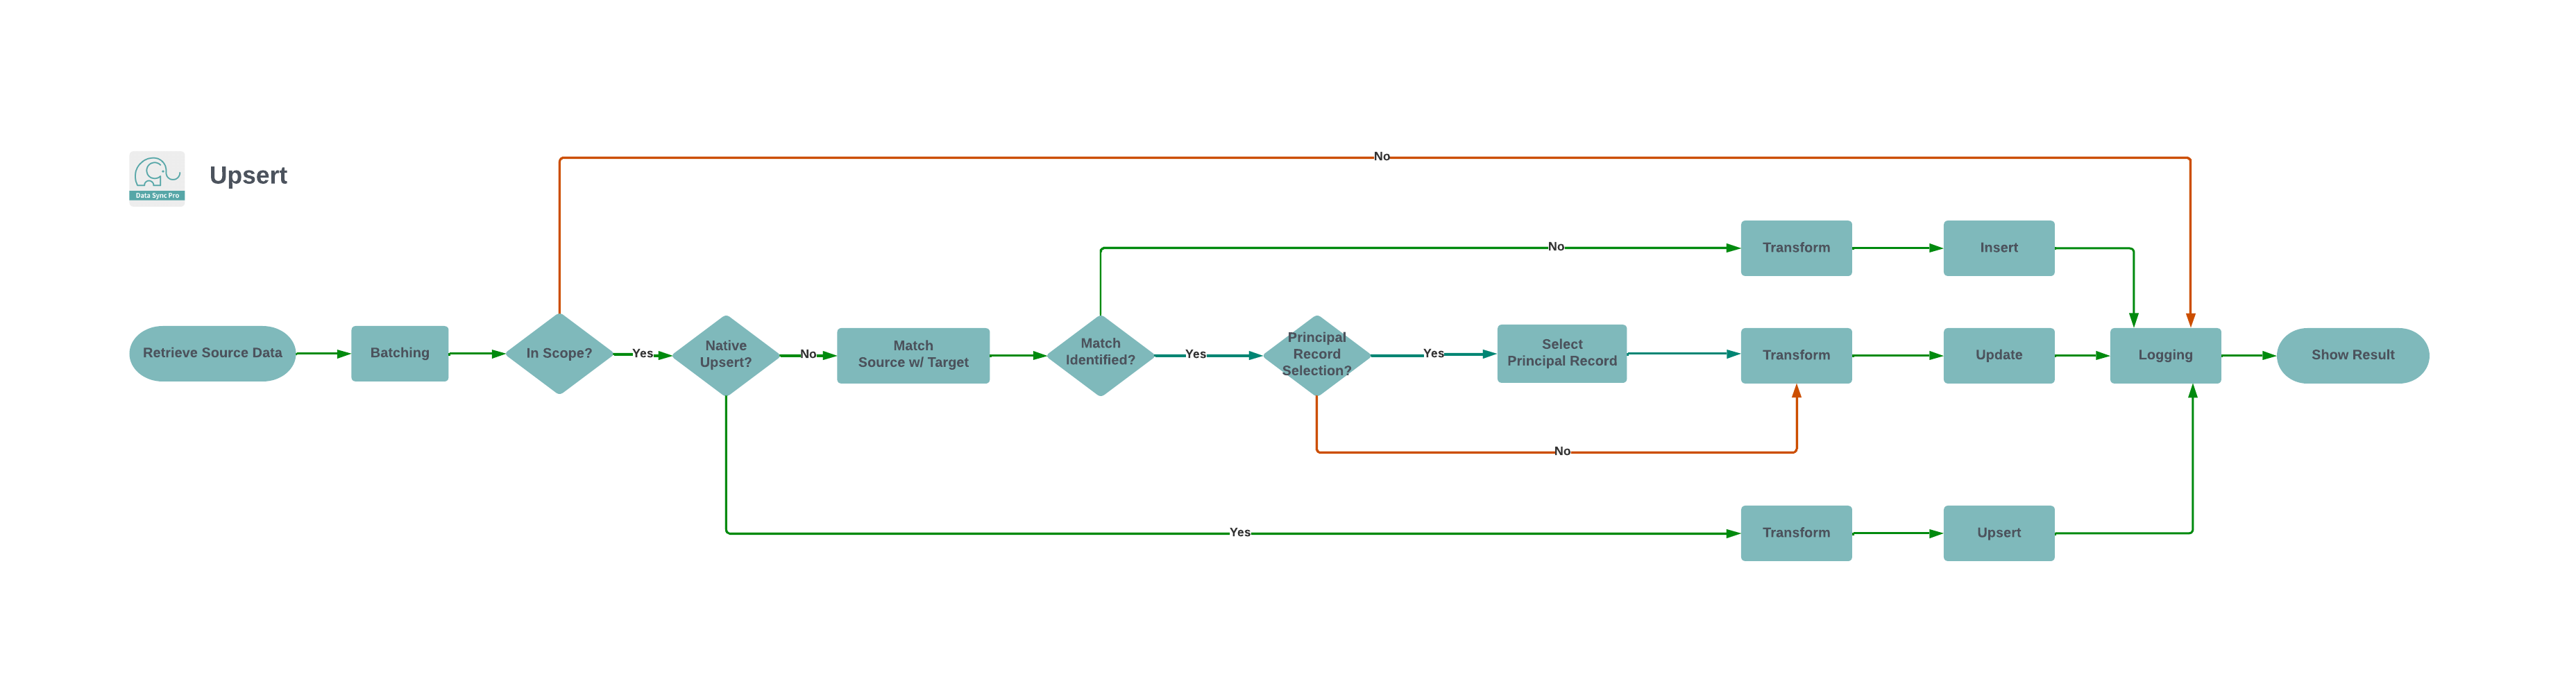 Data Sync Pro
Upsert
No
No
Transform
Insert
Retrieve Source Data
Batching
In Scope?
Yes
Native
Upsert?
No
Match
Source w/ Target
Match
Identified?
Yes
Principal
Record
Selection?
Yes
Select
Principal Record
Transform
Update
Logging
Show Result
No
Yes
Transform
Upsert